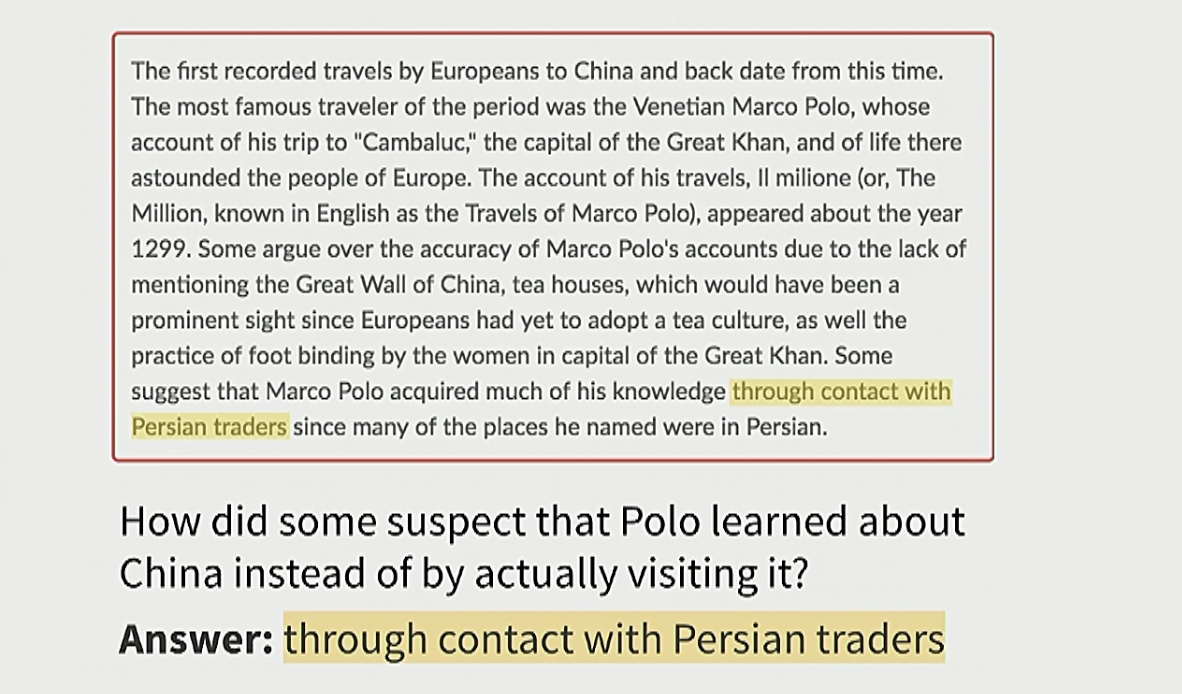 The first recorded travels by Europeans to China and back date from this time.
The most famous traveler of the period was the Venetian Marco Polo, whose
account of his trip to "Cambaluc," the capital of the Great Khan, and of life there
astounded the people of Europe. The account of his travels, Il milione (or, The
Million, known in English as the Travels of Marco Polo), appeared about the year
1299. Some argue over the accuracy of Marco Polo's accounts due to the lack of
mentioning the Great Wall of China, tea houses, which would have been a
prominent sight since Europeans had yet to adopt a tea culture, as well the
practice of foot binding by the women in capital of the Great Khan. Some
suggest that Marco Polo acquired much of his knowledge through contact with
Persian traders since many of the places he named were in Persian.
How did some suspect that Polo learned about
China instead of by actually visiting it?
Answer: through contact with Persian traders